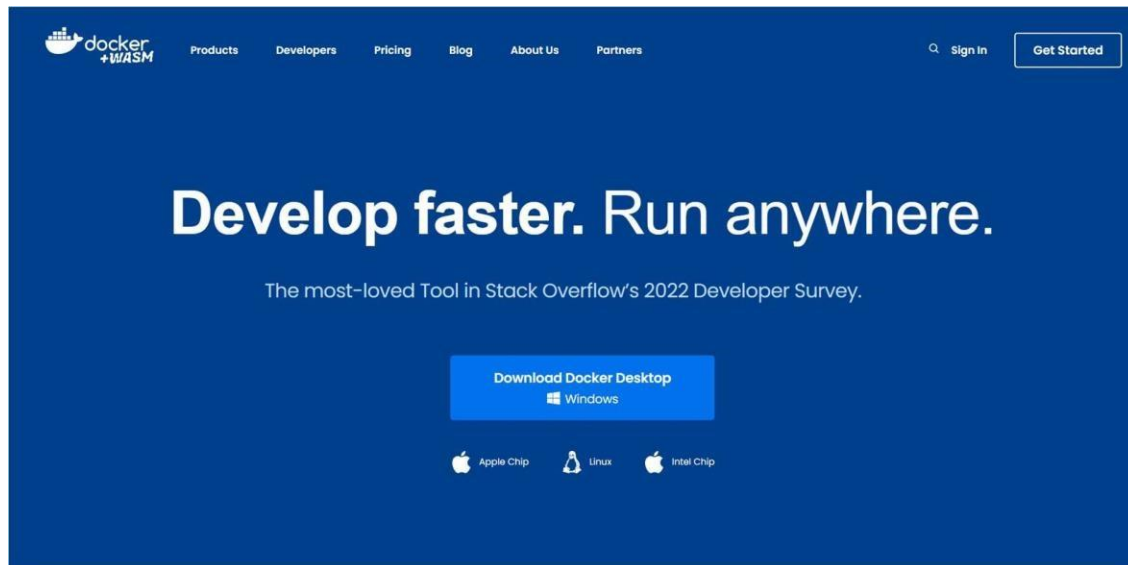 docker
+WASM
Products
Developers
Pricing
Blog
About Us
Partners
Sign In
Get Started
Develop faster. Run anywhere.
The most-loved Tool in Stack Overflow's 2022 Developer Survey.
Download Docker Desktop
Windows
Apple Chip
Linux
Intel Chip